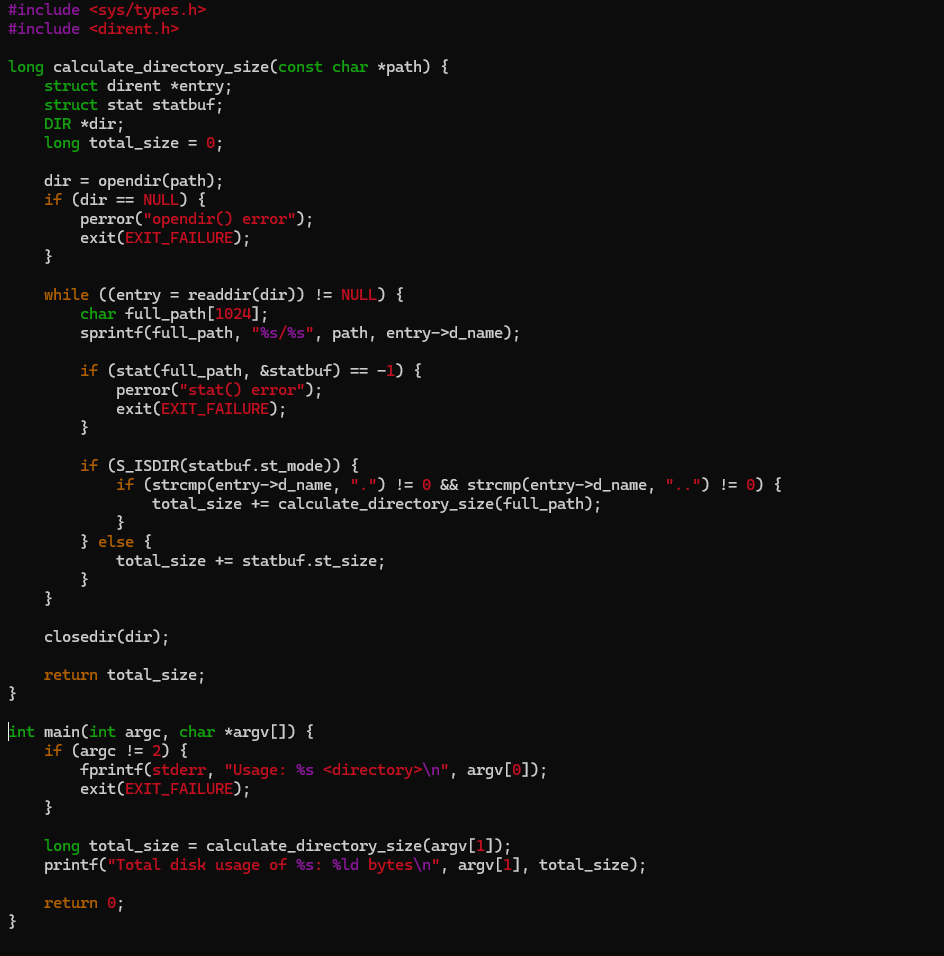 #include <sys/types.h>
#include <dirent.h>

long calculate_directory_size(const char *path) {
    struct dirent *entry;
    struct stat statbuf;
    DIR *dir;
    long total_size = 0;

    dir = opendir(path);
    if (dir == NULL) {
        perror("opendir() error");
        exit(EXIT_FAILURE);
    }

    while ((entry = readdir(dir)) != NULL) {
        char full_path[1024];
        sprintf(full_path, "%s/%s", path, entry->d_name);

        if (stat(full_path, &statbuf) == -1) {
            perror("stat() error");
            exit(EXIT_FAILURE);
        }

        if (S_ISDIR(statbuf.st_mode)) {
            if (strcmp(entry->d_name, ".") != 0 && strcmp(entry->d_name, "..") != 0) {
                total_size += calculate_directory_size(full_path);
            }
        } else {
            total_size += statbuf.st_size;
        }
    }

    closedir(dir);

    return total_size;
}

int main(int argc, char *argv[]) {
    if (argc != 2) {
        fprintf(stderr, "Usage: %s <directory>\n", argv[0]);
        exit(EXIT_FAILURE);
    }

    long total_size = calculate_directory_size(argv[1]);
    printf("Total disk usage of %s: %ld bytes\n", argv[1], total_size);

    return 0;
}